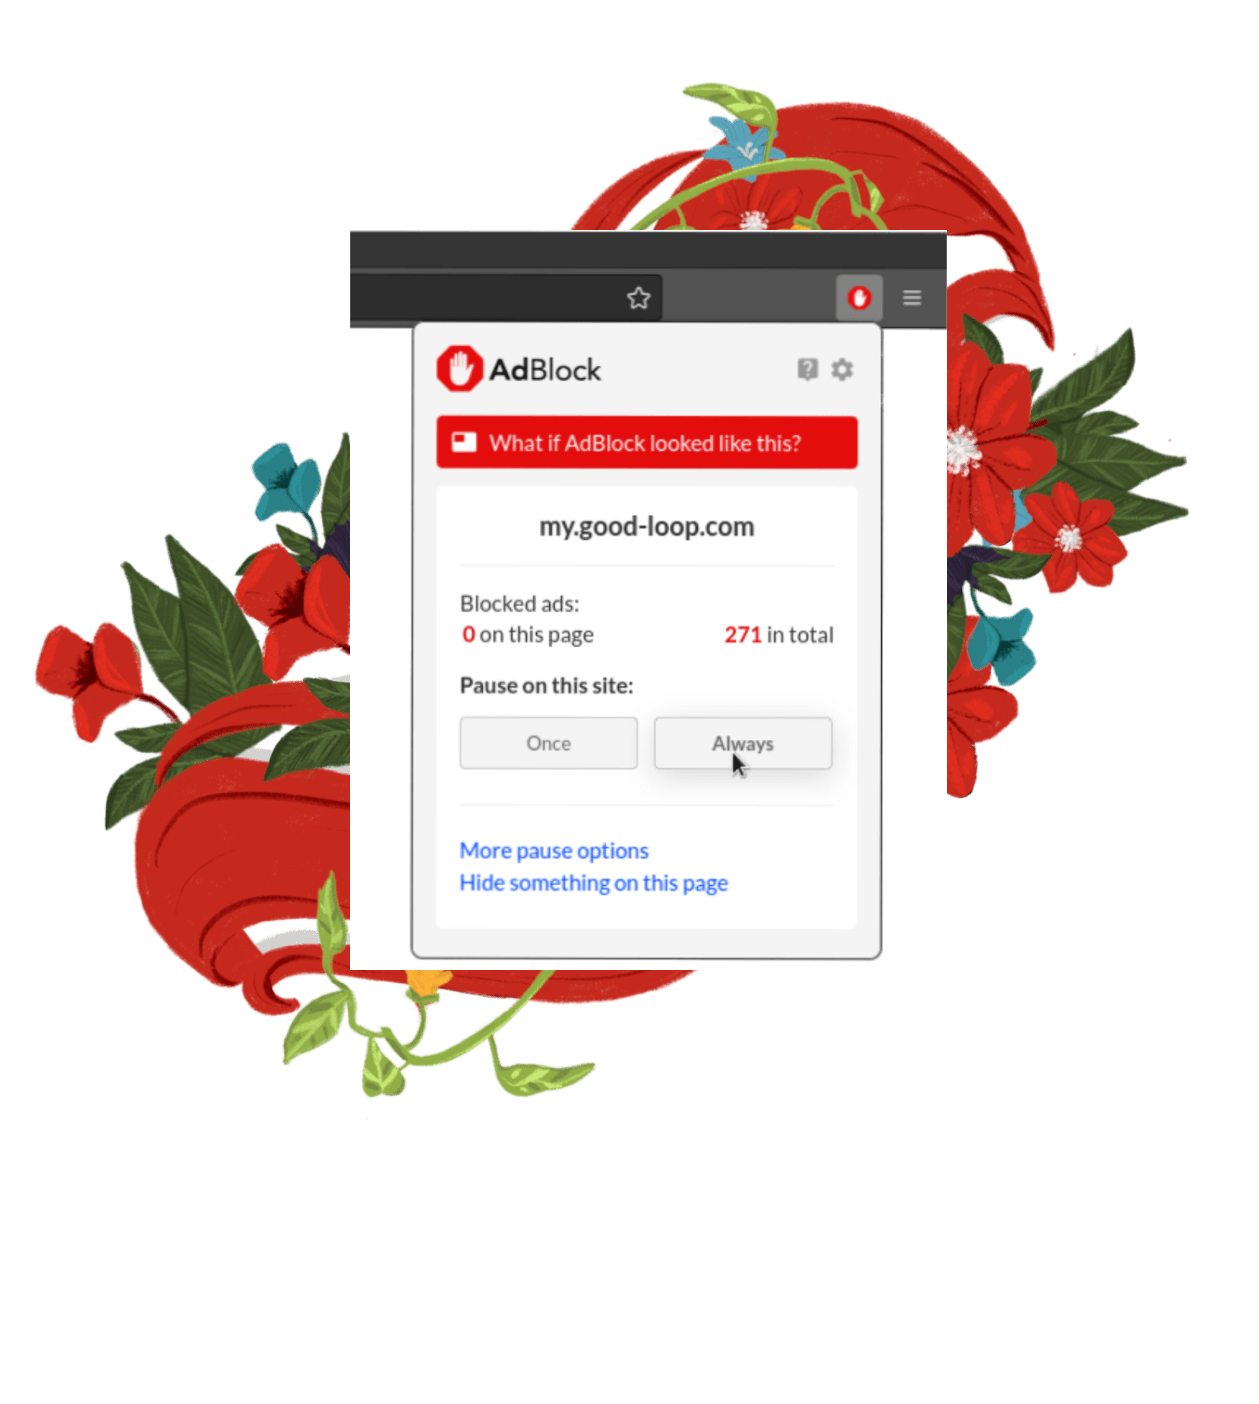 AdBlock
What if AdBlock looked like this?
my.good-loop.com
Blocked ads:
0 on this page
271 in total
Pause on this site:
Once
Always
More pause options
Hide something on this page